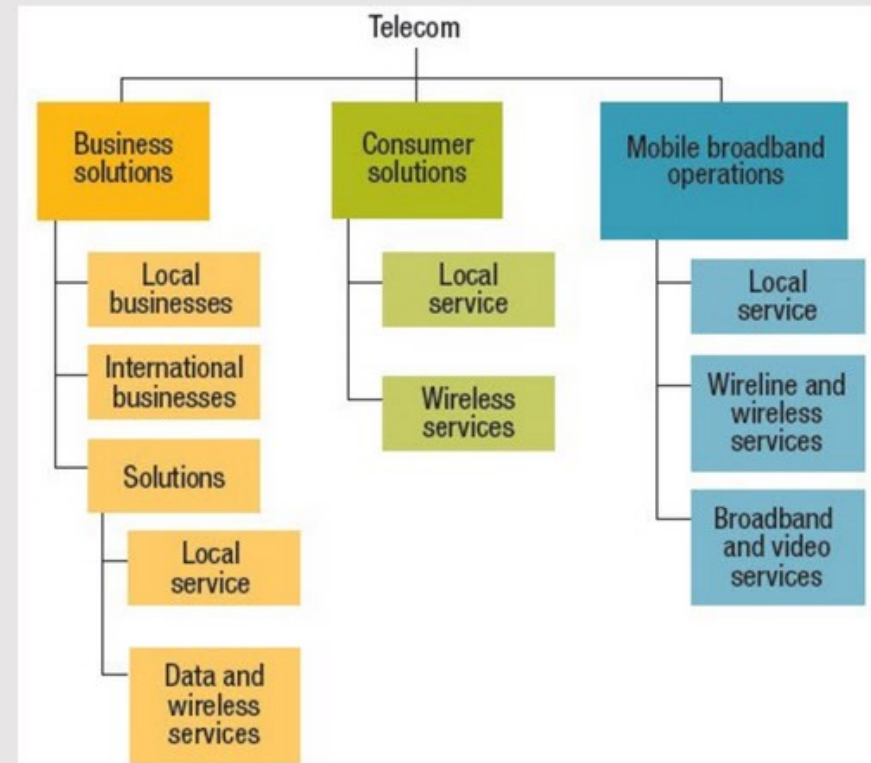 Telecom
Business
solutions
Local
businesses
International
businesses
Solutions
Local
service
Data and
wireless
services
Consumer
solutions
Local
service
Wireless
services
Mobile broadband
operations
Local
service
Wireline and
wireless
services
Broadband
and video
services